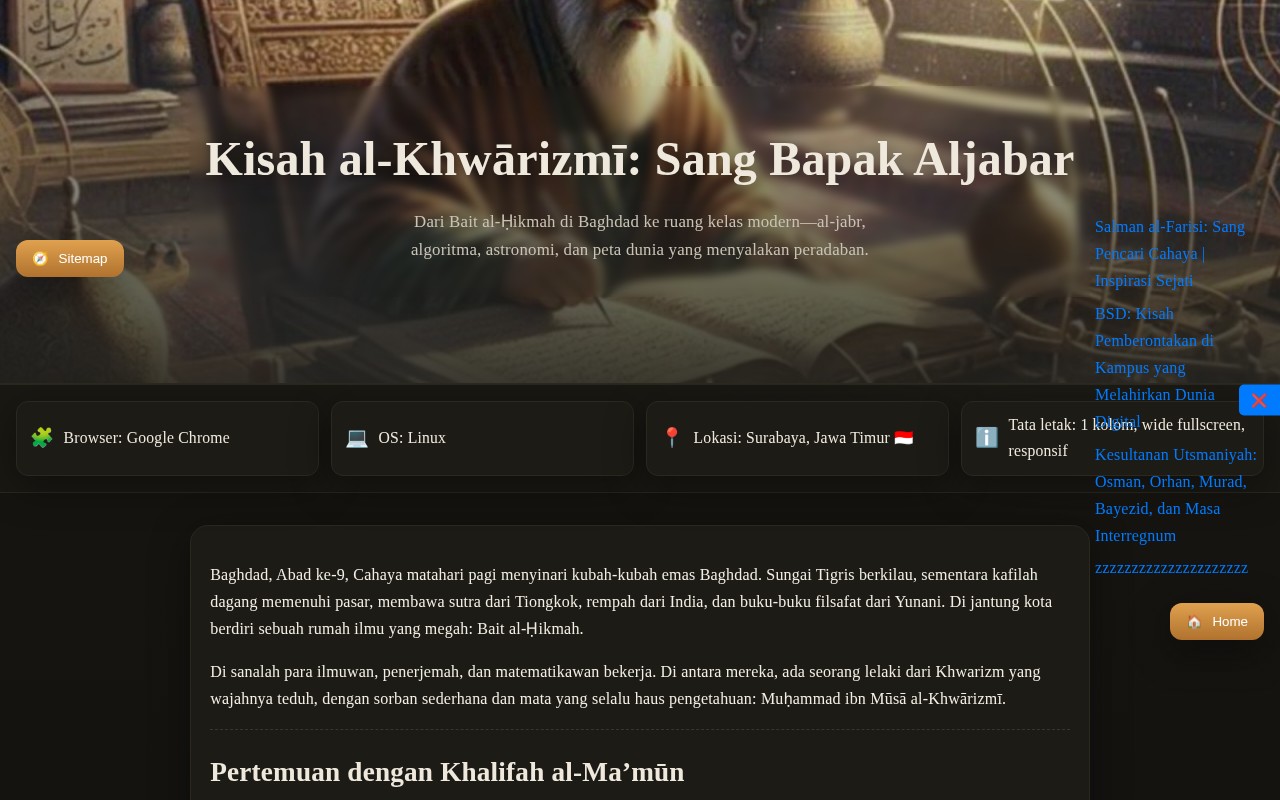 Kisah al-Khwārizmī: Sang Bapak Aljabar
Dari Bait al-Ḥikmah di Baghdad ke ruang kelas modern—al-jabr,
algoritma, astronomi, dan peta dunia yang menyalakan peradaban.
🧭 Sitemap
Salman al-Farisi: Sang
Pencari Cahaya |
Inspirasi Sejati
BSD: Kisah
Pemberontakan di
Kampus yang
Melahirkan Dunia
Digital
Kesultanan Utsmaniyah:
Osman, Orhan, Murad,
Bayezid, dan Masa
Interregnum
zzzzzzzzzzzzzzzzzzzzz
❌
🧩 Browser: Google Chrome
💻 OS: Linux
📍 Lokasi: Surabaya, Jawa Timur 🇮🇩
ℹ️ Tata letak: 1 kolom, wide fullscreen,
responsif
🏠 Home
Baghdad, Abad ke-9, Cahaya matahari pagi menyinari kubah-kubah emas Baghdad. Sungai Tigris berkilau, sementara kafilah
dagang memenuhi pasar, membawa sutra dari Tiongkok, rempah dari India, dan buku-buku filsafat dari Yunani. Di jantung kota
berdiri sebuah rumah ilmu yang megah: Bait al-Ḥikmah.
Di sanalah para ilmuwan, penerjemah, dan matematikawan bekerja. Di antara mereka, ada seorang lelaki dari Khwarizm yang
wajahnya teduh, dengan sorban sederhana dan mata yang selalu haus pengetahuan: Muḥammad ibn Mūsā al-Khwārizmī.
Pertemuan dengan Khalifah al-Ma’mūn